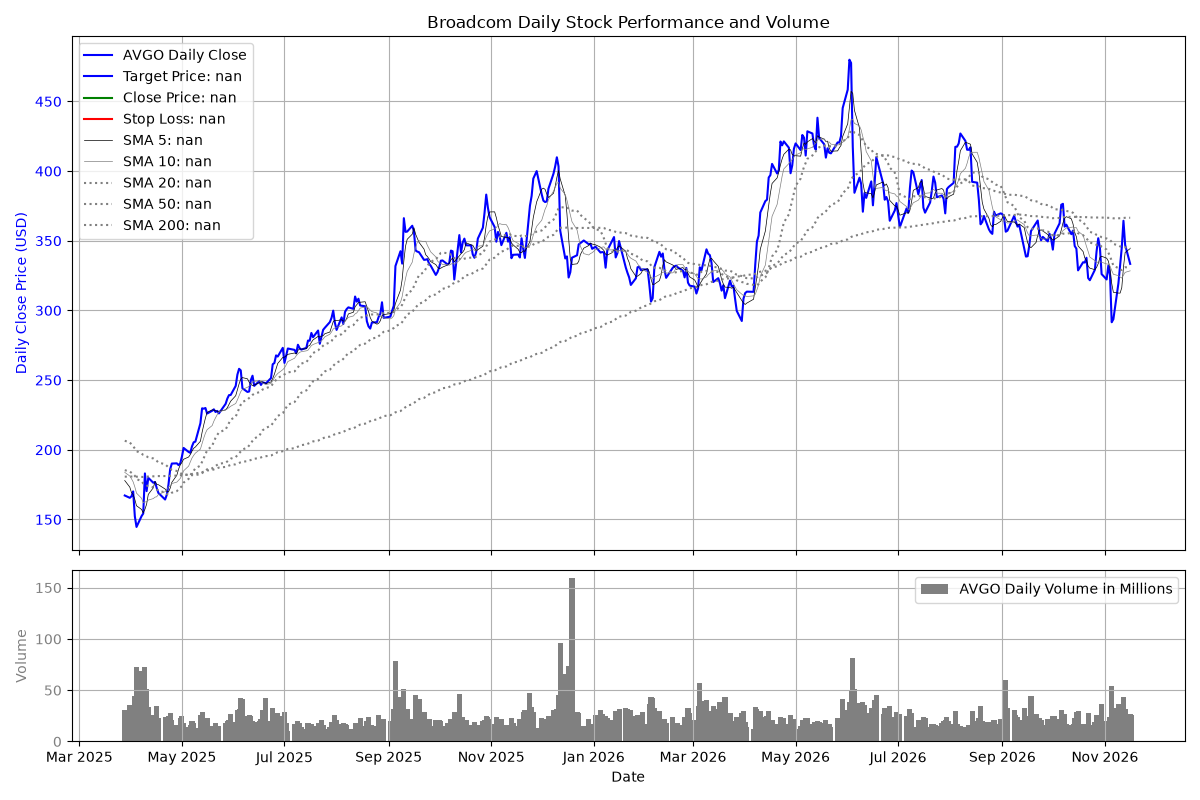 Broadcom Daily Stock Performance and Volume
AVGO Daily Close
Target Price: nan
Close Price: nan
Stop Loss: nan
SMA 5: nan
SMA 10: nan
SMA 20: nan
SMA 50: nan
SMA 200: nan
Daily Close Price (USD)
450
400
350
300
250
200
150
AVGO Daily Volume in Millions
Volume
150
100
50
0
Mar 2025 May 2025 Jul 2025 Sep 2025 Nov 2025 Jan 2026 Mar 2026 May 2026 Jul 2026 Sep 2026 Nov 2026
Date